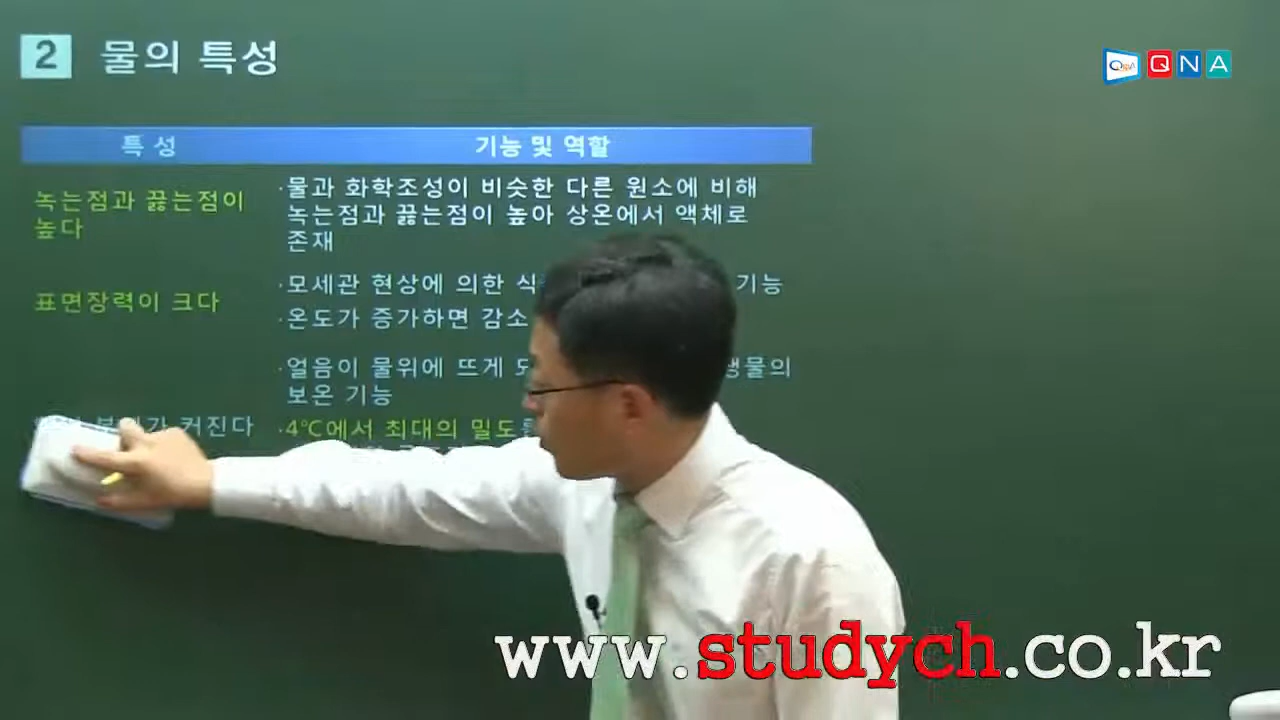 2 물의 특성
QNA
특 성 기능 및 역할
녹는점과 끓는점이
높다
·물과 화학조성이 비슷한 다른 원소에 비해
녹는점과 끓는점이 높아 상온에서 액체로
존재
표면장력이 크다
·모세관 현상에 의한 기능
·온도가 증가하면 감소
커진다
·얼음이 물위에 뜨게
보온 기능
·4℃에서 최대의 밀도
www.studych.co.kr